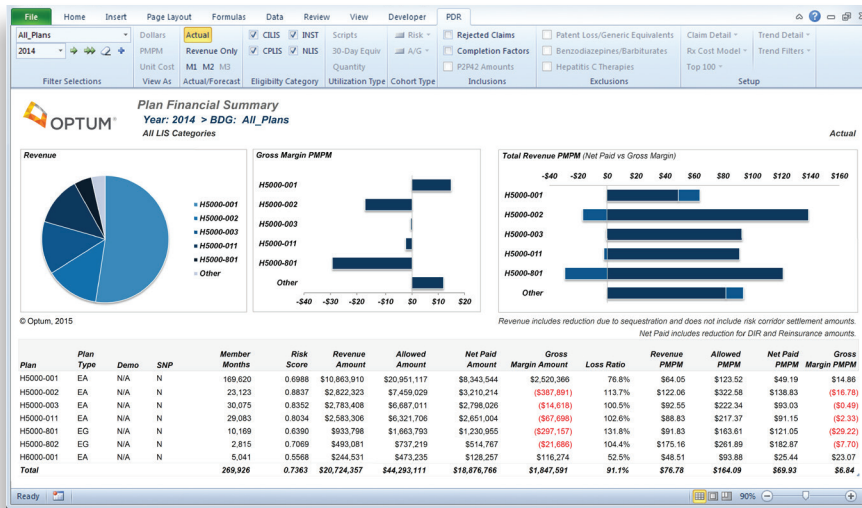 File Home Insert Page Layout Formulas Data Review View Developer PDR
All_Plans Dollars Actual CILIS INST Scripts Risk Rejected Claims Patent Loss/Generic Equivalents Claim Detail Trend Detail
2014 PMPM Revenue Only CPLIS NLIS 30-Day Equiv A/G Completion Factors Benzodiazepines/Barbiturates Rx Cost Model Trend Filters
Unit Cost M1 M2 M3 Quantity P2P42 Amounts Hepatitis C Therapies Top 100
Filter Selections View As Actual/Forecast Eligibilty Category Utilization Type Cohort Type Inclusions Exclusions Setup
OPTUM®
Plan Financial Summary
Year: 2014 > BDG: All_Plans
All LIS Categories
Actual
Revenue
H5000-001
H5000-002
H5000-003
H5000-011
H5000-801
Other
Gross Margin PMPM
H5000-001
H5000-002
H5000-003
H5000-011
H5000-801
Other
-$40 -$30 -$20 -$10 $0 $10 $20
Total Revenue PMPM (Net Paid vs Gross Margin)
-$40 -$20 $0 $20 $40 $60 $80 $100 $120 $140 $160
H5000-001
H5000-002
H5000-003
H5000-011
H5000-801
Other
© Optum, 2015
Revenue includes reduction due to sequestration and does not include risk corridor settlement amounts.
Net Paid includes reduction for DIR and Reinsurance amounts.
Plan Plan Type Demo SNP Member Months Risk Score Revenue Amount Allowed Amount Net Paid Amount Gross Margin Amount Loss Ratio Revenue PMPM Allowed PMPM Net Paid PMPM Gross Margin PMPM
H5000-001 EA N/A N 169,620 0.6988 $10,863,910 $20,951,117 $8,343,544 $2,520,366 76.8% $64.05 $123.52 $49.19 $14.86
H5000-002 EA N/A N 23,123 0.8837 $2,822,323 $7,459,029 $3,210,214 ($387,891) 113.7% $122.06 $322.58 $138.83 ($16.78)
H5000-003 EA N/A N 30,075 0.8352 $2,783,408 $6,687,011 $2,798,026 ($14,618) 100.5% $92.55 $222.34 $93.03 ($0.49)
H5000-011 EA N/A N 29,083 0.8034 $2,583,306 $6,321,706 $2,651,004 ($67,698) 102.6% $88.83 $217.37 $91.15 ($2.33)
H5000-801 EG N/A N 10,169 0.6390 $933,798 $1,663,793 $1,230,955 ($297,157) 131.8% $91.83 $163.61 $121.05 ($29.22)
H5000-802 EG N/A N 2,815 0.7069 $493,081 $737,219 $514,767 ($21,686) 104.4% $175.16 $261.89 $182.87 ($7.70)
H6000-001 EA N/A N 5,041 0.5568 $244,531 $473,235 $128,257 $116,274 52.5% $48.51 $93.88 $25.44 $23.07
Total 269,926 0.7363 $20,724,357 $44,293,111 $18,876,766 $1,847,591 91.1% $76.78 $164.09 $69.93 $6.84
Ready 90%